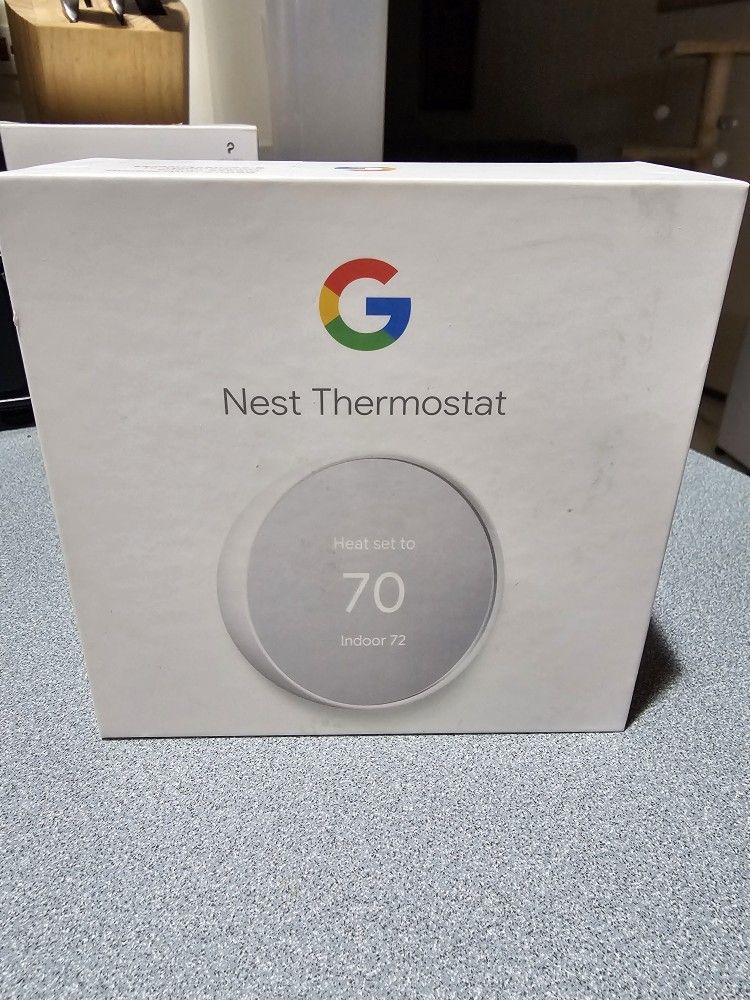 G
Nest Thermostat
Heat set to
70
Indoor 72